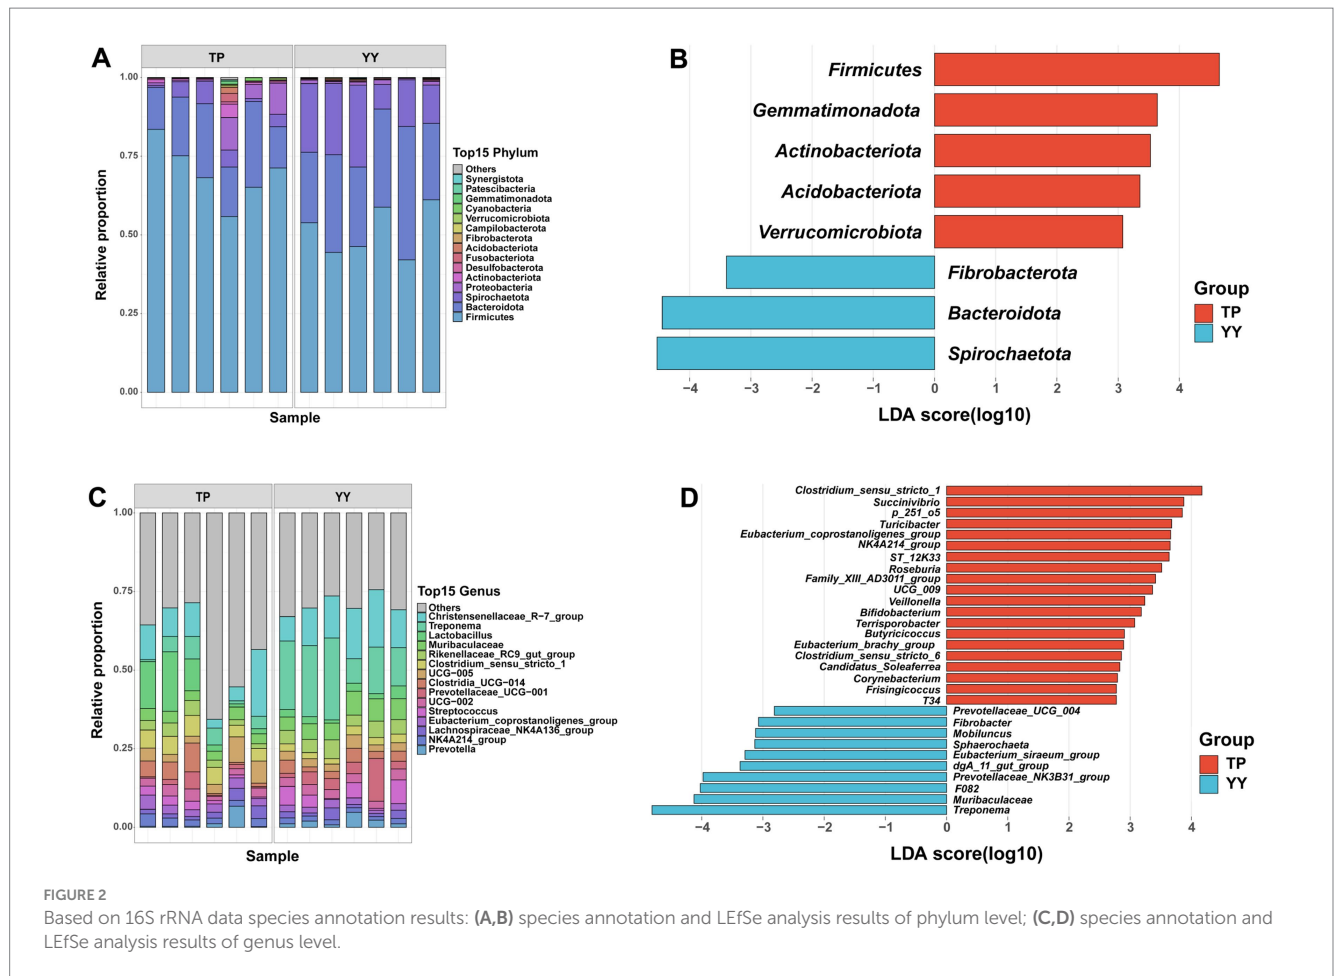 A
TP
YY
1.00
0.75
0.50
0.25
0.00
Relative proportion
Sample
Top15 Phylum
Others
Synergistota
Patescibacteria
Gemmatimonadota
Cyanobacteria
Verrucomicrobiota
Campilobacterota
Fibrobacterota
Acidobacteriota
Fusobacteriota
Desulfobacterota
Actinobacteriota
Proteobacteria
Spirochaetota
Bacteroidota
Firmicutes
B
Firmicutes
Gemmatimonadota
Actinobacteriota
Acidobacteriota
Verrucomicrobiota
Fibrobacterota
Bacteroidota
Spirochaetota
−4 −3 −2 −1 0 1 2 3 4
LDA score(log10)
Group
TP
YY
C
TP
YY
1.00
0.75
0.50
0.25
0.00
Relative proportion
Sample
Top15 Genus
Others
Christensenellaceae_R−7_group
Treponema
Lactobacillus
Muribaculaceae
Rikenellaceae_RC9_gut_group
Clostridium_sensu_stricto_1
UCG−005
Clostridia_UCG−014
Prevotellaceae_UCG−001
UCG−002
Streptococcus
Eubacterium_coprostanoligenes_group
Lachnospiraceae_NK4A136_group
NK4A214_group
Prevotella
D
Clostridium_sensu_stricto_1
Succinivibrio
p_251_o5
Turicibacter
Eubacterium_coprostanoligenes_group
NK4A214_group
ST_12K33
Roseburia
Family_XIII_AD3011_group
UCG_009
Veillonella
Bifidobacterium
Terrisporobacter
Butyricicoccus
Eubacterium_brachy_group
Clostridium_sensu_stricto_6
Candidatus_Soleaferrea
Corynebacterium
Frisingicoccus
T34
Prevotellaceae_UCG_004
Fibrobacter
Mobiluncus
Sphaerochaeta
Eubacterium_siraeum_group
dgA_11_gut_group
Prevotellaceae_NK3B31_group
F082
Muribaculaceae
Treponema
−4 −3 −2 −1 0 1 2 3 4
LDA score(log10)
Group
TP
YY
FIGURE 2
Based on 16S rRNA data species annotation results: (A,B) species annotation and LEfSe analysis results of phylum level; (C,D) species annotation and
LEfSe analysis results of genus level.